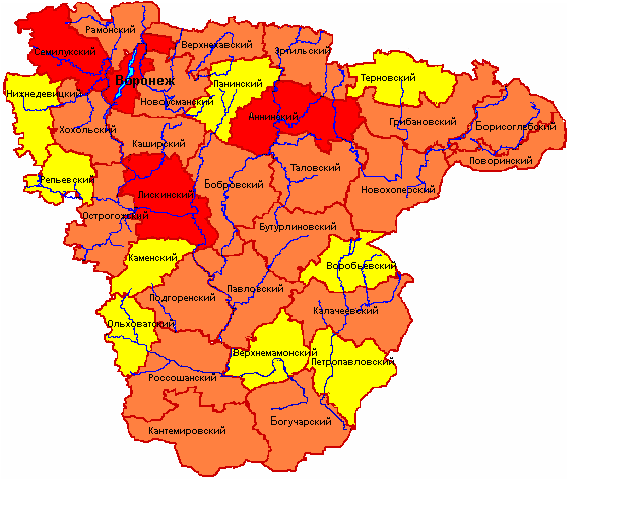 Рамонский
Верхнехавский
Эртильский
Семилукский
Воронеж
Терновский
Панинский
Нижнедевицкий
Новоусманский
Аннинский
Грибановский
Борисоглебский
Хохольский
Каширский
Поворинский
Таловский
Репьевский
Бобровский
Новохоперский
Лискинский
Острогожский
Бутурлиновский
Каменский
Воробьевский
Павловский
Подгоренский
Калачеевский
Ольховатский
Верхнемамонский
Петропавловский
Россошанский
Богучарский
Кантемировский